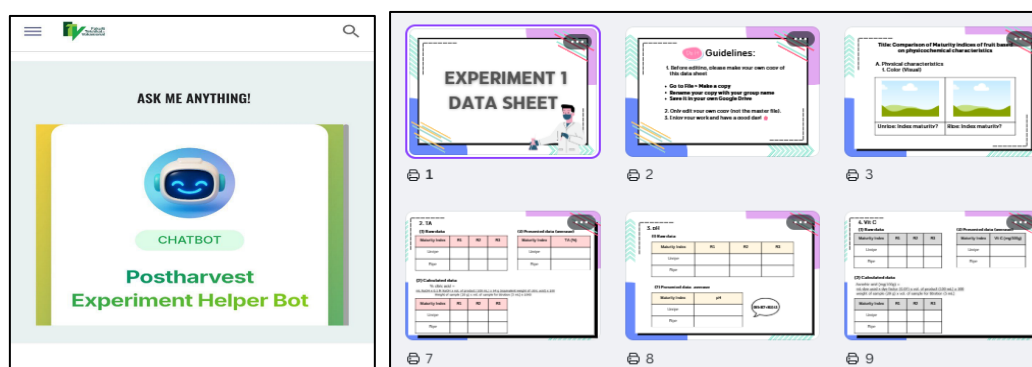 ASK ME ANYTHING!
CHATBOT
Postharvest
Experiment Helper Bot
EXPERIMENT 1
DATA SHEET
1
Guidelines:
1. Before editing, please make your own copy of
this data sheet
Go to File > Make a copy
Rename your copy with your group name
Save it in your own Google Drive
2. Only edit your own copy (not the master file).
3. Enjoy your work and have a good day!
2
Title: Comparison of Maturity indices of fruit based
on physicochemical characteristics
A. Physical characteristics
1. Color (Visual)
Unripe: Index maturity?
Ripe: Index maturity?
3
2. TA
(1) Raw data
Maturity Index R1 R2 R3
Unripe
Ripe
(3) Presented data (average)
Maturity Index TA (%)
Unripe
Ripe
(2) Calculated data
Maturity Index R1 R2 R3
Unripe
Ripe
7
3. pH
(1) Raw data
Maturity Index R1 R2 R3
Unripe
Ripe
(2) Presented data: average
Maturity Index pH
Unripe
Ripe
8
4. Vit C
(1) Raw data
Maturity Index R1 R2 R3
Unripe
Ripe
(3) Presented data (average)
Maturity Index Vit C (mg/100g)
Unripe
Ripe
(2) Calculated data
Maturity Index R1 R2 R3
Unripe
Ripe
9